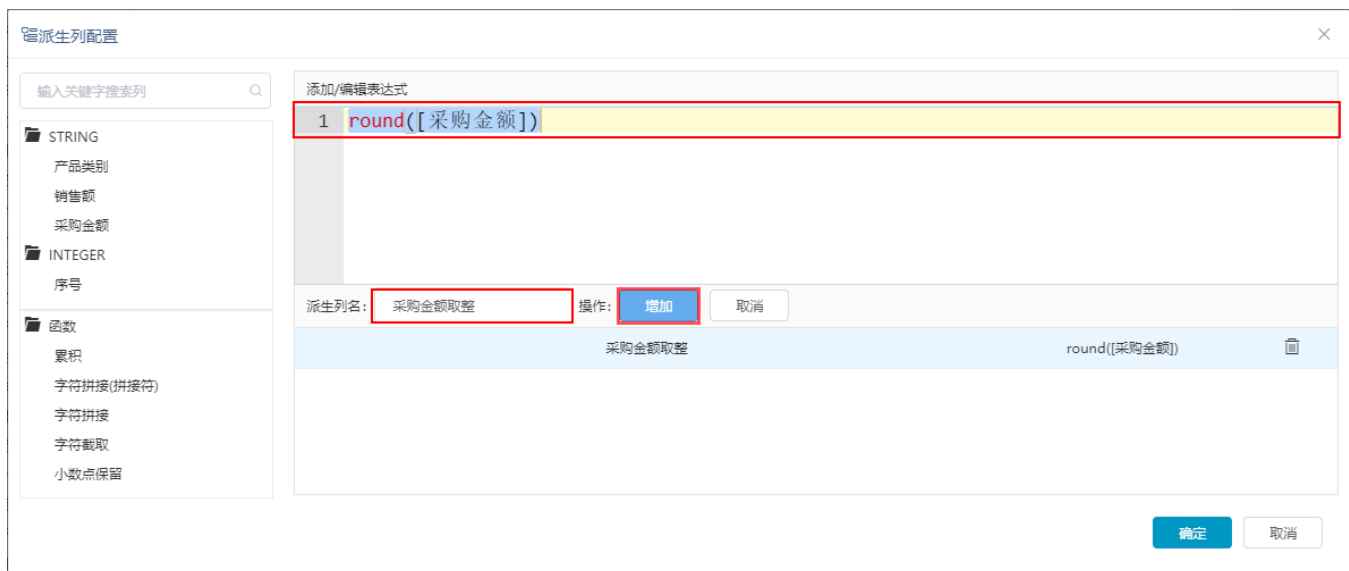 派生列配置
输入关键字搜索列
STRING
产品类别
销售额
采购金额
INTEGER
序号
函数
累积
字符拼接(拼接符)
字符拼接
字符截取
小数点保留
添加/编辑表达式
1 round([采购金额])
派生列名: 采购金额取整 操作: 增加 取消
采购金额取整 round([采购金额])
确定 取消